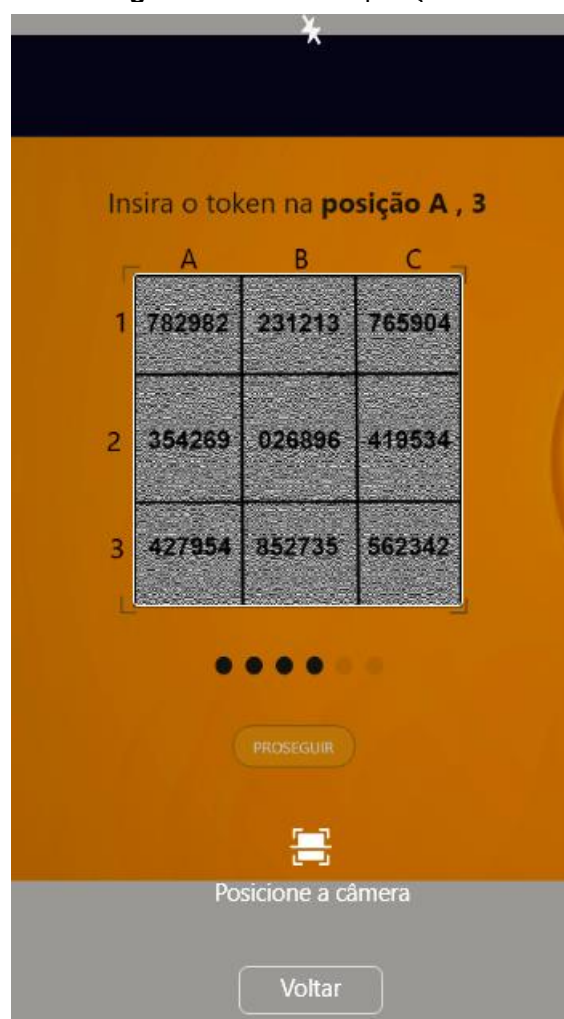 Insira o token na posição A , 3
A B C
1 782982 231213 765904
2 354269 026896 419534
3 427954 852735 562342
PROSEGUIR
Posicione a câmera
Voltar